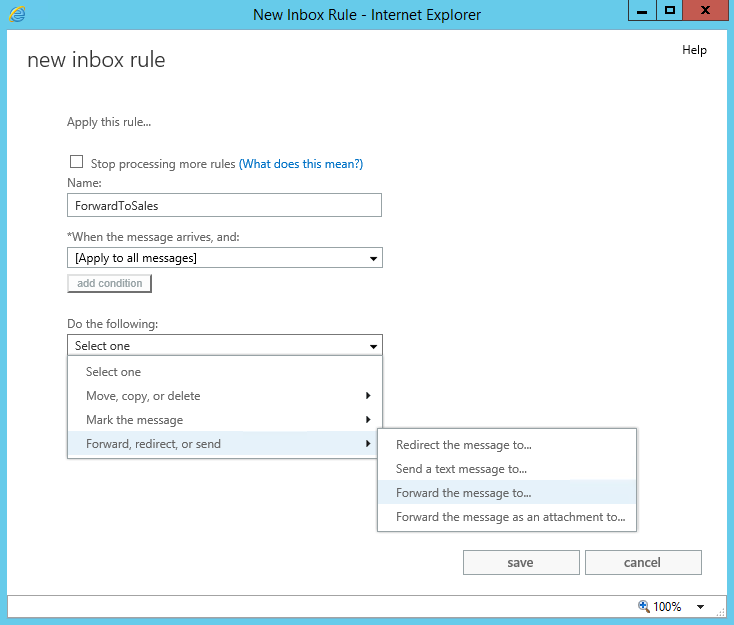 New Inbox Rule - Internet Explorer
Help
new inbox rule
Apply this rule...
Stop processing more rules (What does this mean?)
Name:
ForwardToSales
*When the message arrives, and:
[Apply to all messages]
add condition
Do the following:
Select one
Select one
Move, copy, or delete
Mark the message
Forward, redirect, or send
Redirect the message to...
Send a text message to...
Forward the message to...
Forward the message as an attachment to...
save
cancel
100%